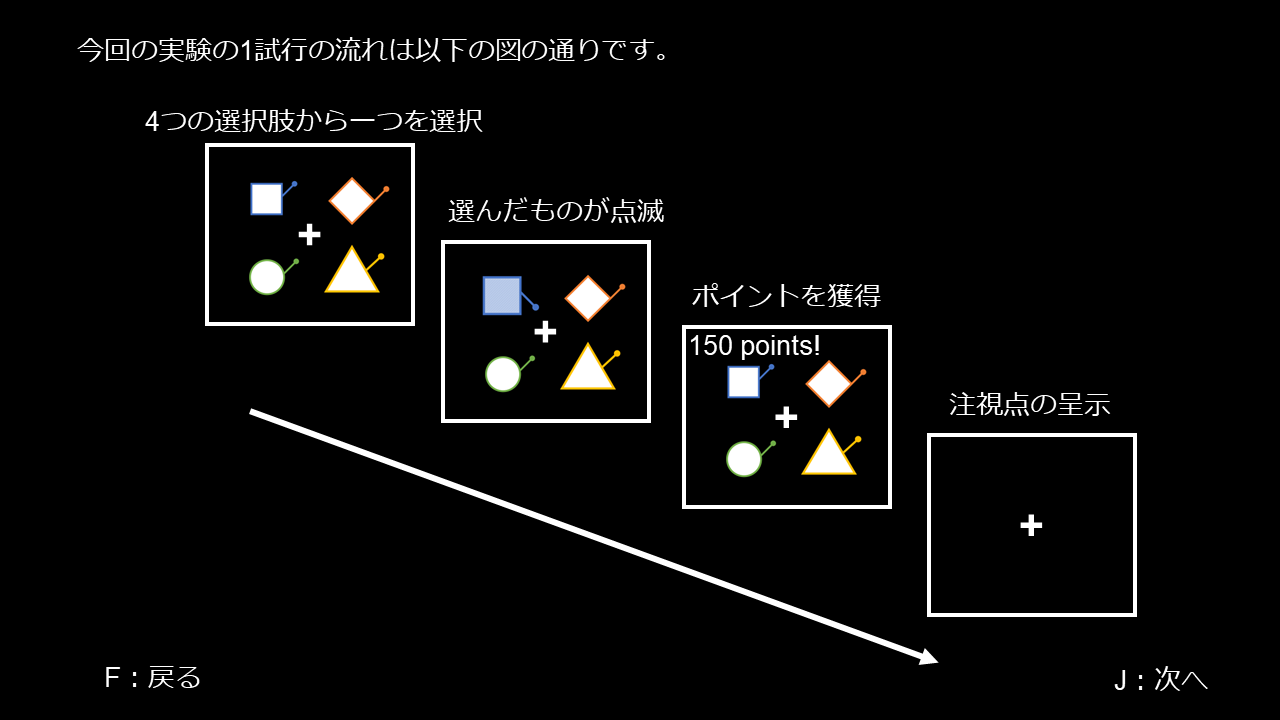 今回の実験の1試行の流れは以下の図の通りです。
4つの選択肢から一つを選択
選んだものが点滅
ポイントを獲得
150 points!
注視点の呈示
F：戻る
J：次へ